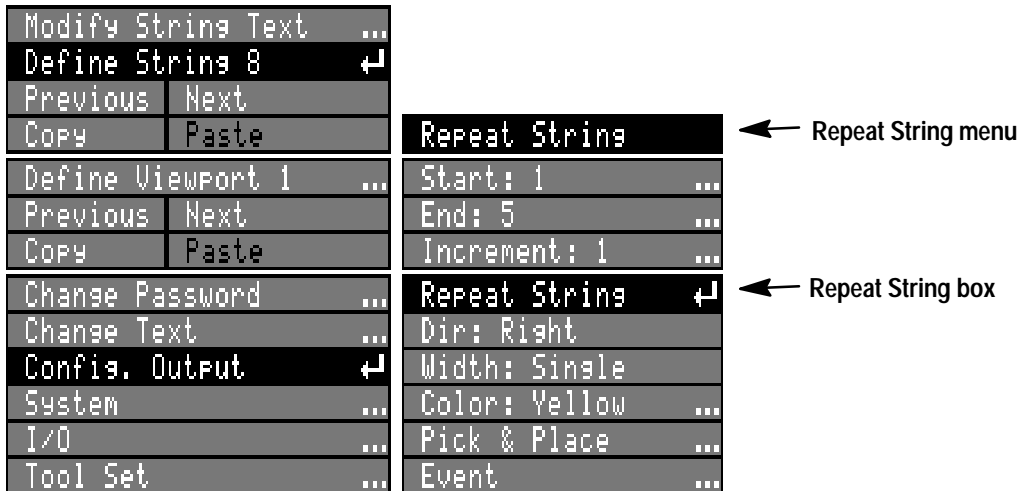 Modify String Text ...
Define String 8 ↵
Previous Next
Copy Paste
Define Viewport 1 ...
Previous Next
Copy Paste
Change Password ...
Change Text ...
Config. Output ↵
System ...
I/O ...
Tool Set ...
Repeat String
Start: 1 ...
End: 5 ...
Increment: 1 ...
Repeat String ↵
Dir: Right
Width: Single
Color: Yellow ...
Pick & Place ...
Event ...
Repeat String menu
Repeat String box